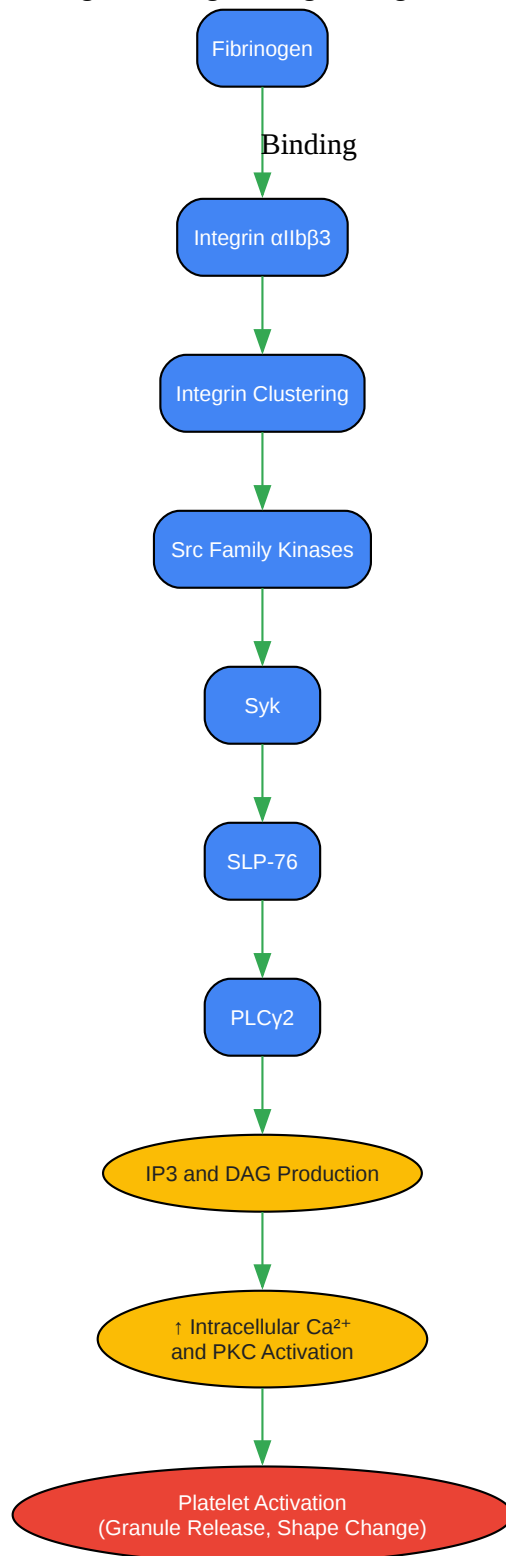 Fibrinogen
Binding
Integrin αIIbβ3
Integrin Clustering
Src Family Kinases
Syk
SLP-76
PLCγ2
IP3 and DAG Production
↑ Intracellular Ca²⁺
and PKC Activation
Platelet Activation
(Granule Release, Shape Change)